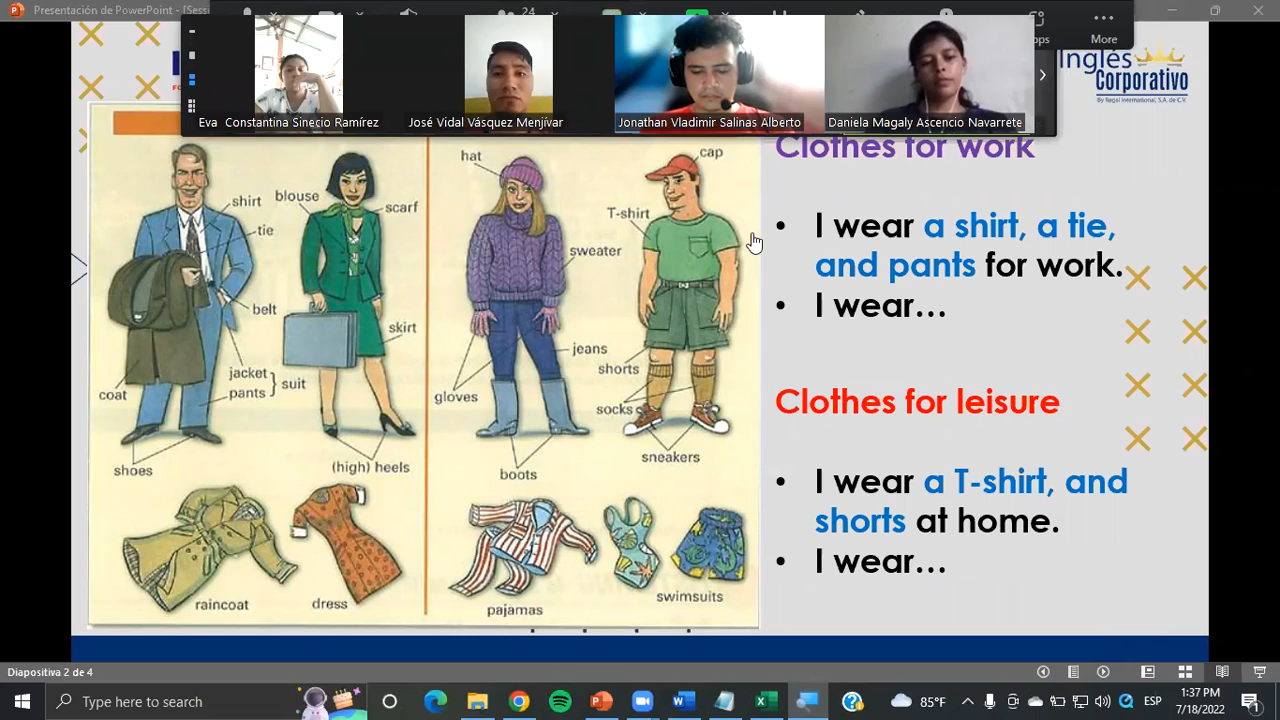 Presentación de PowerPoint - [Sesi
24
More
Eva Constantina Sinecio Ramírez
José Vidal Vásquez Menjívar
Jonathan Vladimir Salinas Alberto
Daniela Magaly Ascencio Navarrete
Inglés
Corporativo
By Regal International, S.A. de C.V.
shirt
blouse
scarf
tie
belt
skirt
jacket
pants
suit
coat
shoes
(high) heels
raincoat
dress
hat
cap
T-shirt
sweater
jeans
shorts
gloves
socks
sneakers
boots
pajamas
swimsuits
Clothes for work
• I wear a shirt, a tie,
and pants for work.
• I wear…
Clothes for leisure
• I wear a T-shirt, and
shorts at home.
• I wear…
Diapositiva 2 de 4
Type here to search
85°F
ESP
1:37 PM
7/18/2022